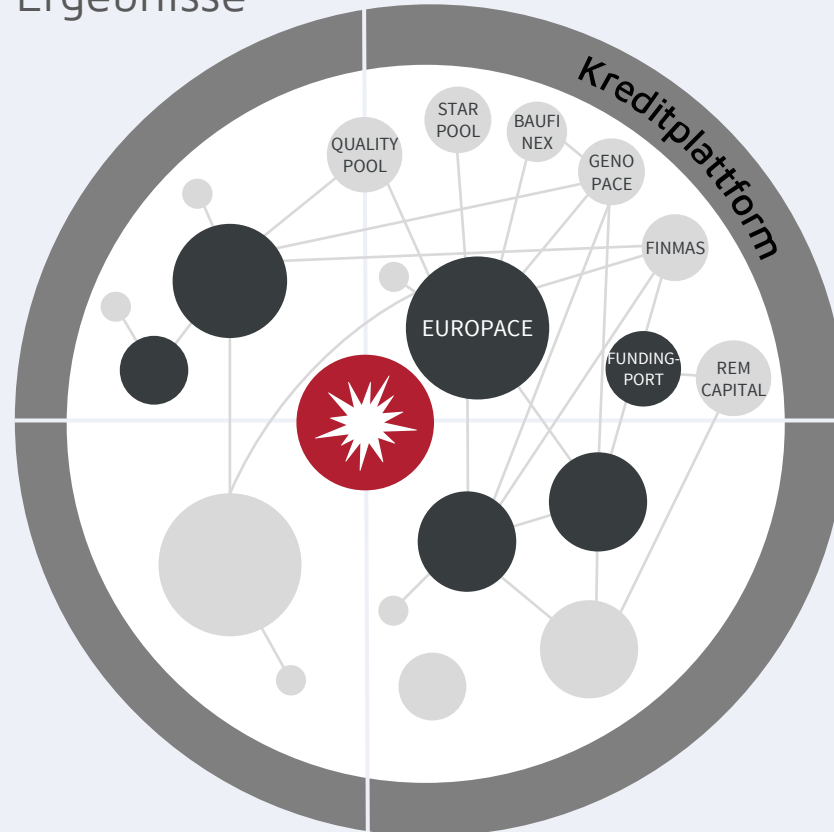 Ergebnisse
Kreditplattform
STAR
POOL
BAUFI
NEX
QUALITY
POOL
GENO
PACE
FINMAS
EUROPACE
FUNDING-
PORT
REM
CAPITAL